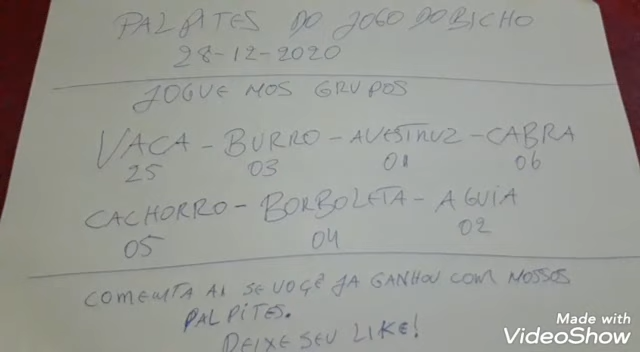 PALPITES DO JOGO DO BICHO
28-12-2020
JOGUE NOS GRUPOS
VACA - BURRO - AVESTRUZ - CABRA
25 03 01 06
CACHORRO - BORBOLETA - AGUIA
05 04 02
COMENTA AI SE VOÇÊ JA GANHOU COM NOSSOS
PALPITES.
DEIXE SEU LIKE!
Made with
VideoShow